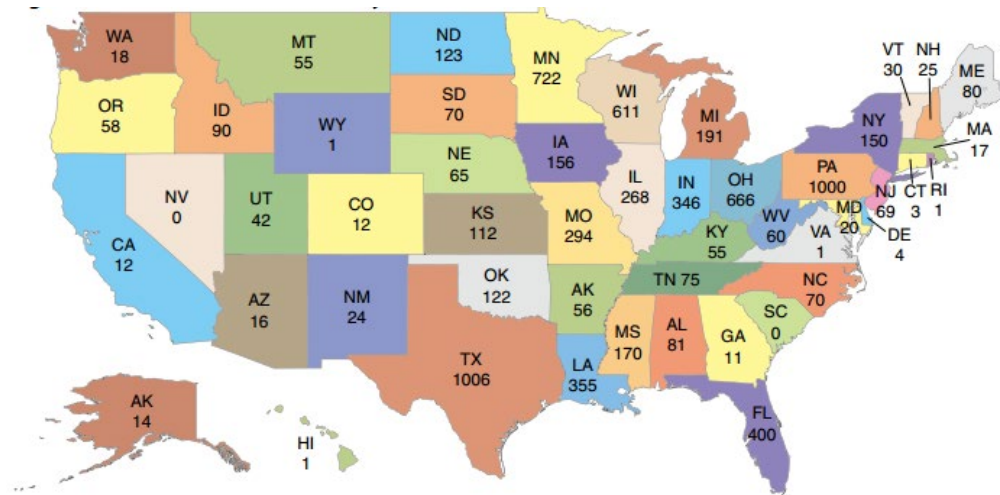 WA
18
MT
55
ND
123
MN
722
VT
30
NH
25
ME
80
OR
58
ID
90
SD
70
WI
611
MI
191
NY
150
MA
17
WY
1
IA
156
NE
65
PA
1000
NV
0
UT
42
CO
12
IL
268
IN
346
OH
666
NJ
69
CT
3
RI
1
MD
20
DE
4
KS
112
MO
294
WV
60
VA
1
KY
55
CA
12
AZ
16
NM
24
OK
122
AK
56
TN 75
NC
70
SC
0
MS
170
AL
81
GA
11
TX
1006
LA
355
AK
14
HI
1
FL
400